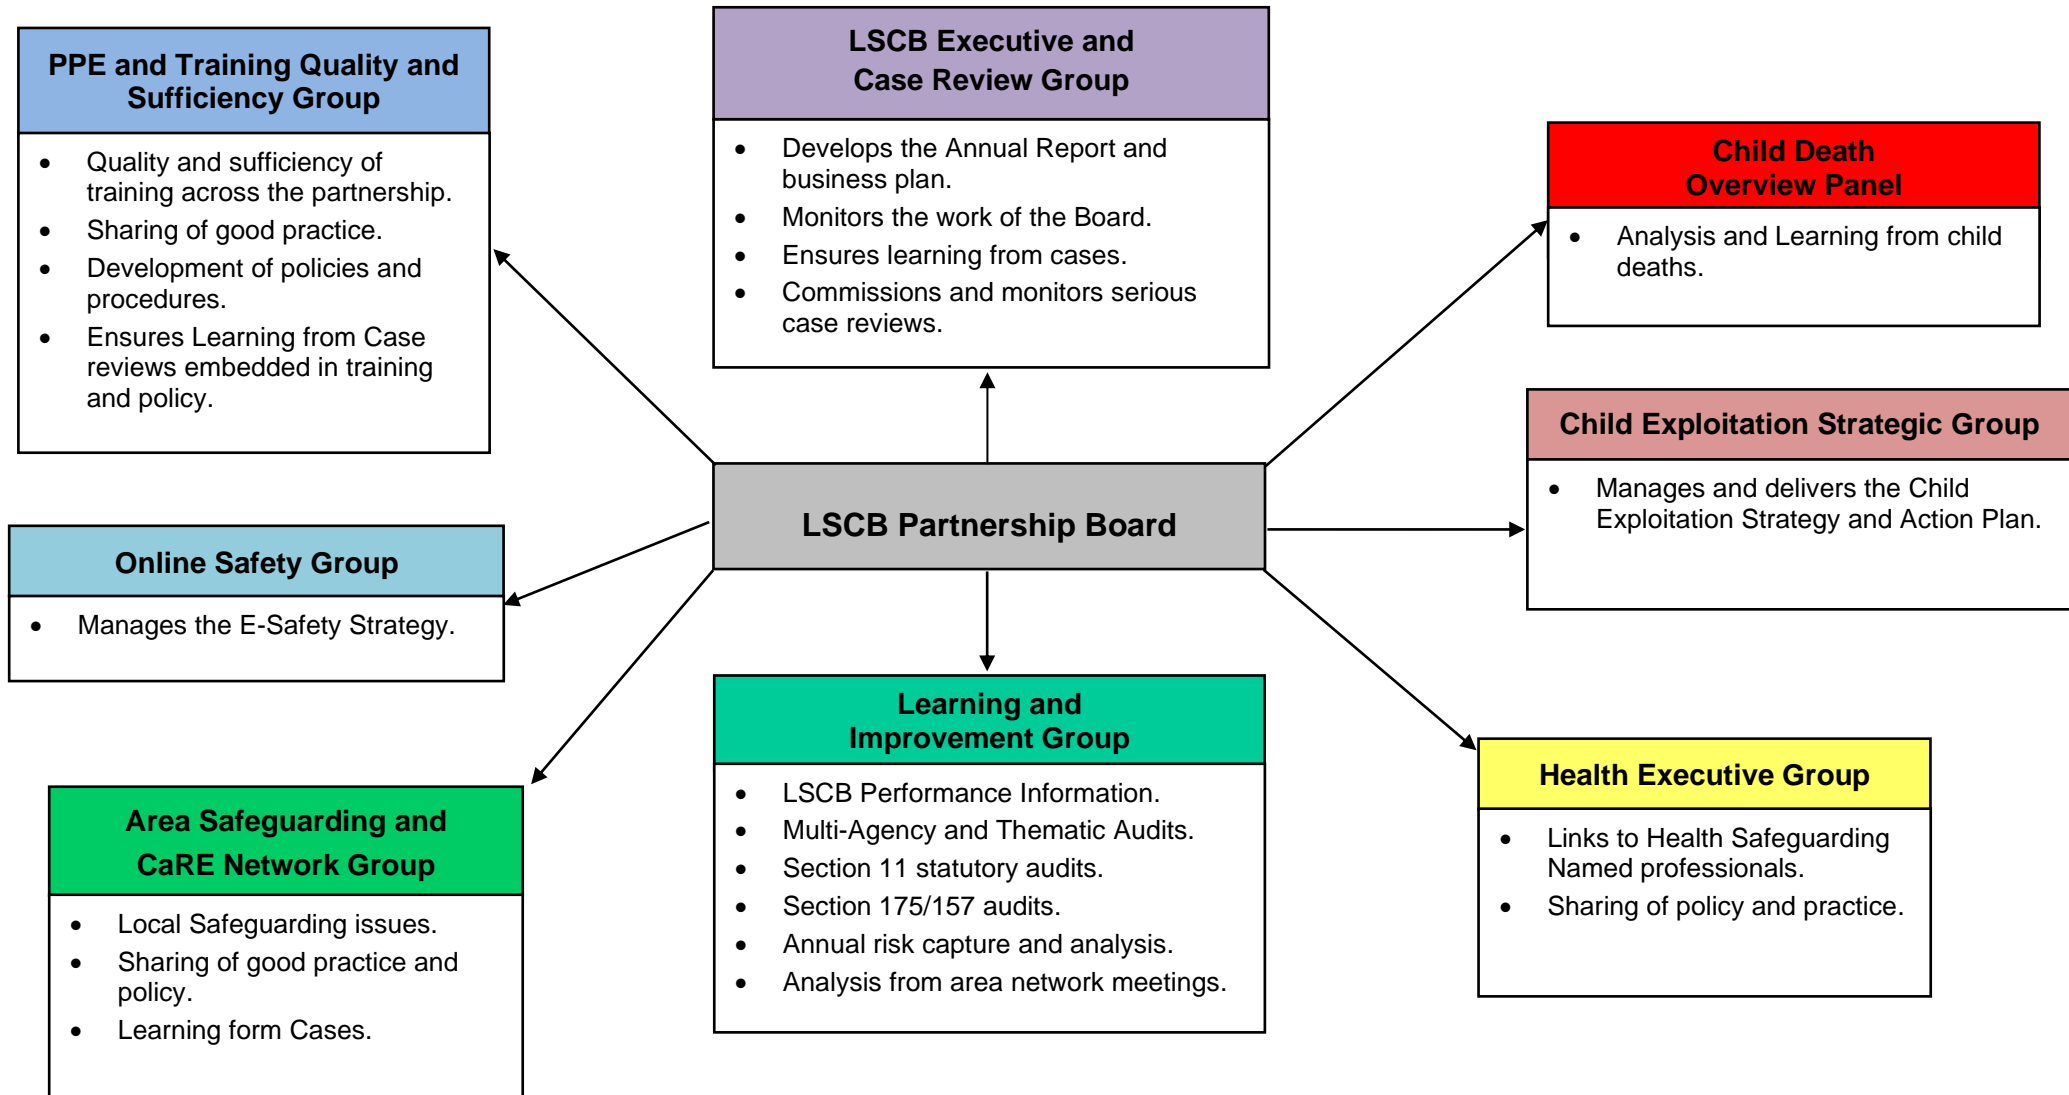 PPE and Training Quality and
Sufficiency Group
• Quality and sufficiency of
training across the partnership.
• Sharing of good practice.
• Development of policies and
procedures.
• Ensures Learning from Case
reviews embedded in training
and policy.
LSCB Executive and
Case Review Group
• Develops the Annual Report and
business plan.
• Monitors the work of the Board.
• Ensures learning from cases.
• Commissions and monitors serious
case reviews.
Child Death
Overview Panel
• Analysis and Learning from child
deaths.
Child Exploitation Strategic Group
• Manages and delivers the Child
Exploitation Strategy and Action Plan.
LSCB Partnership Board
Online Safety Group
• Manages the E-Safety Strategy.
Area Safeguarding and
CaRE Network Group
• Local Safeguarding issues.
• Sharing of good practice and
policy.
• Learning form Cases.
Learning and
Improvement Group
• LSCB Performance Information.
• Multi-Agency and Thematic Audits.
• Section 11 statutory audits.
• Section 175/157 audits.
• Annual risk capture and analysis.
• Analysis from area network meetings.
Health Executive Group
• Links to Health Safeguarding
Named professionals.
• Sharing of policy and practice.